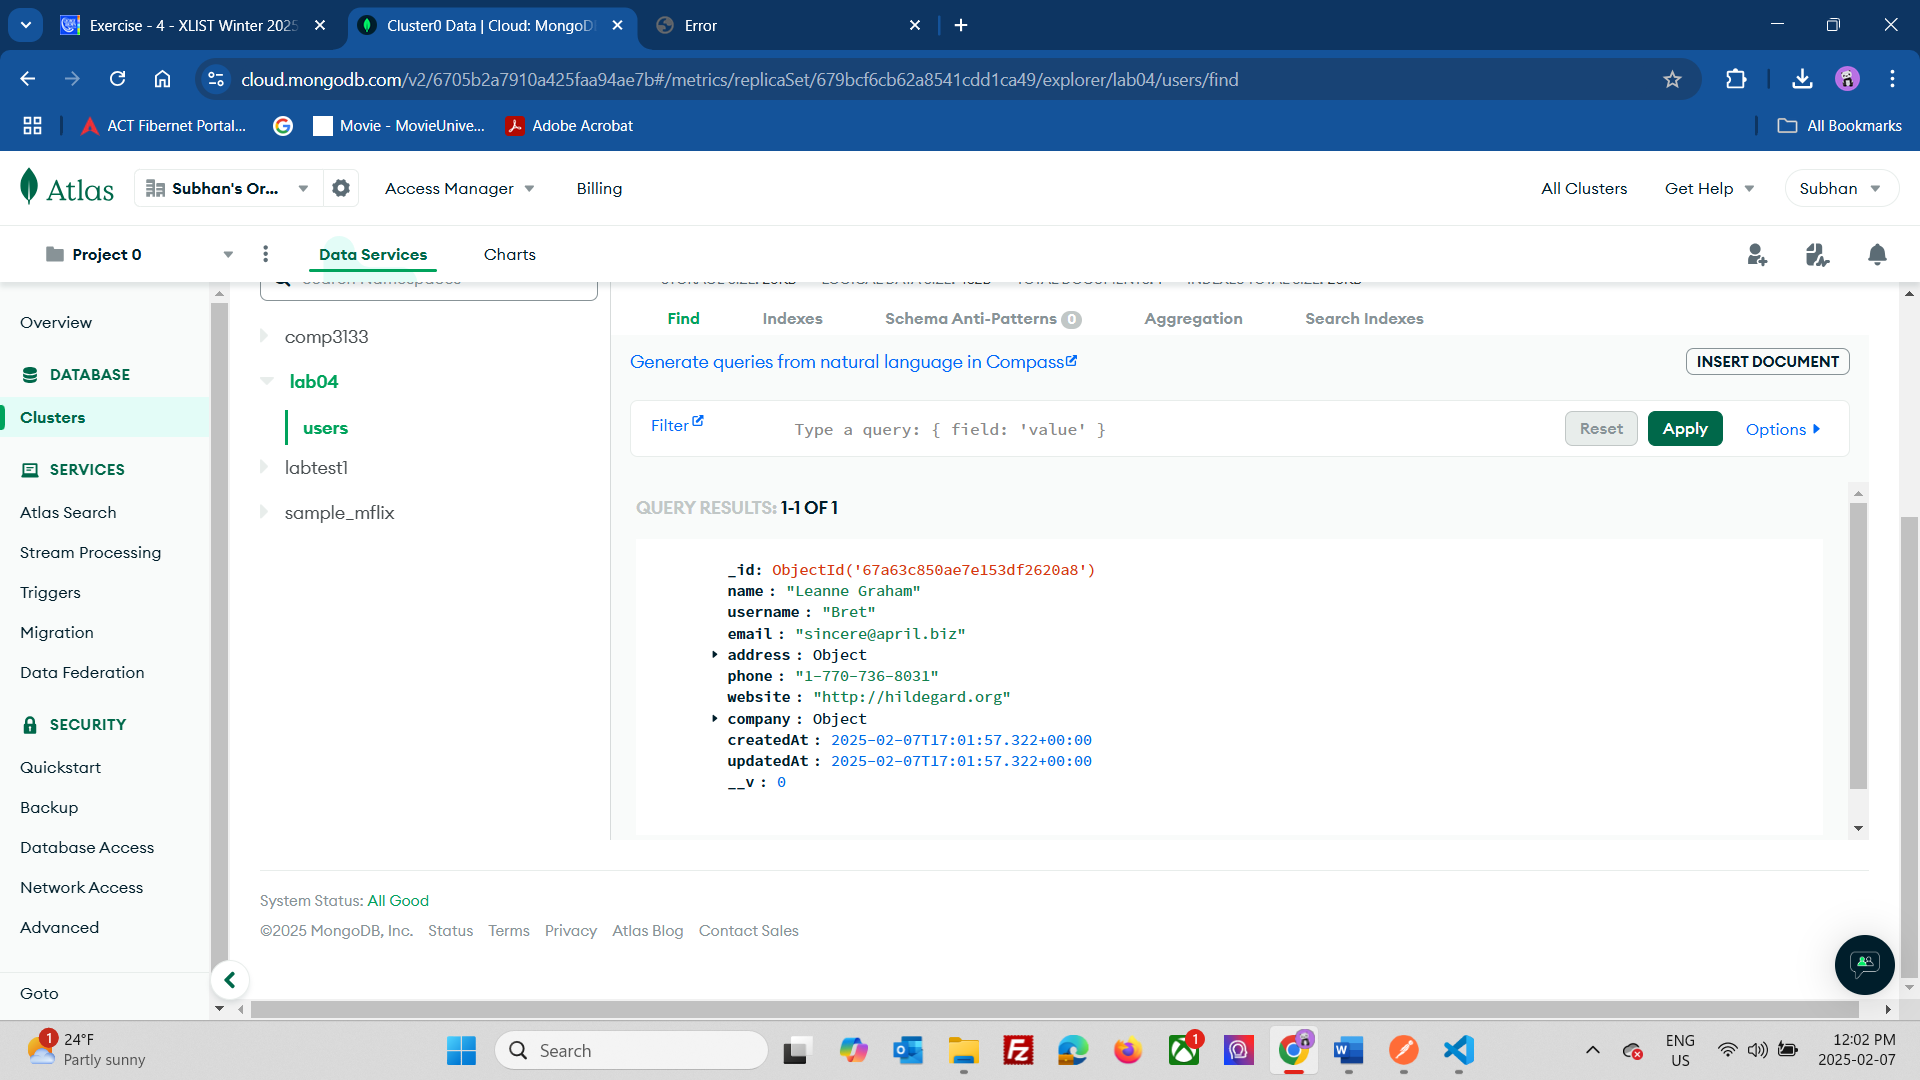 Exercise - 4 - XLIST Winter 2025
Cluster0 Data | Cloud: MongoD
Error
cloud.mongodb.com/v2/6705b2a7910a425faa94ae7b#/metrics/replicaSet/679bcf6cb62a8541cdd1ca49/explorer/lab04/users/find
ACT Fibernet Portal...
Movie - MovieUnive...
Adobe Acrobat
All Bookmarks
Atlas
Subhan's Or...
Access Manager
Billing
All Clusters
Get Help
Subhan
Project 0
Data Services
Charts
Overview
DATABASE
Clusters
SERVICES
Atlas Search
Stream Processing
Triggers
Migration
Data Federation
SECURITY
Quickstart
Backup
Database Access
Network Access
Advanced
Goto
comp3133
lab04
users
labtest1
sample_mflix
Find
Indexes
Schema Anti-Patterns 0
Aggregation
Search Indexes
Generate queries from natural language in Compass
INSERT DOCUMENT
Filter
Type a query: { field: 'value' }
Reset
Apply
Options
QUERY RESULTS: 1-1 OF 1
_id: ObjectId('67a63c850ae7e153df2620a8')
name : "Leanne Graham"
username : "Bret"
email : "sincere@april.biz"
address : Object
phone : "1-770-736-8031"
website : "http://hildegard.org"
company : Object
createdAt : 2025-02-07T17:01:57.322+00:00
updatedAt : 2025-02-07T17:01:57.322+00:00
__v : 0
System Status: All Good
©2025 MongoDB, Inc. Status Terms Privacy Atlas Blog Contact Sales
1
24°F
Partly sunny
Search
1
ENG
US
12:02 PM
2025-02-07